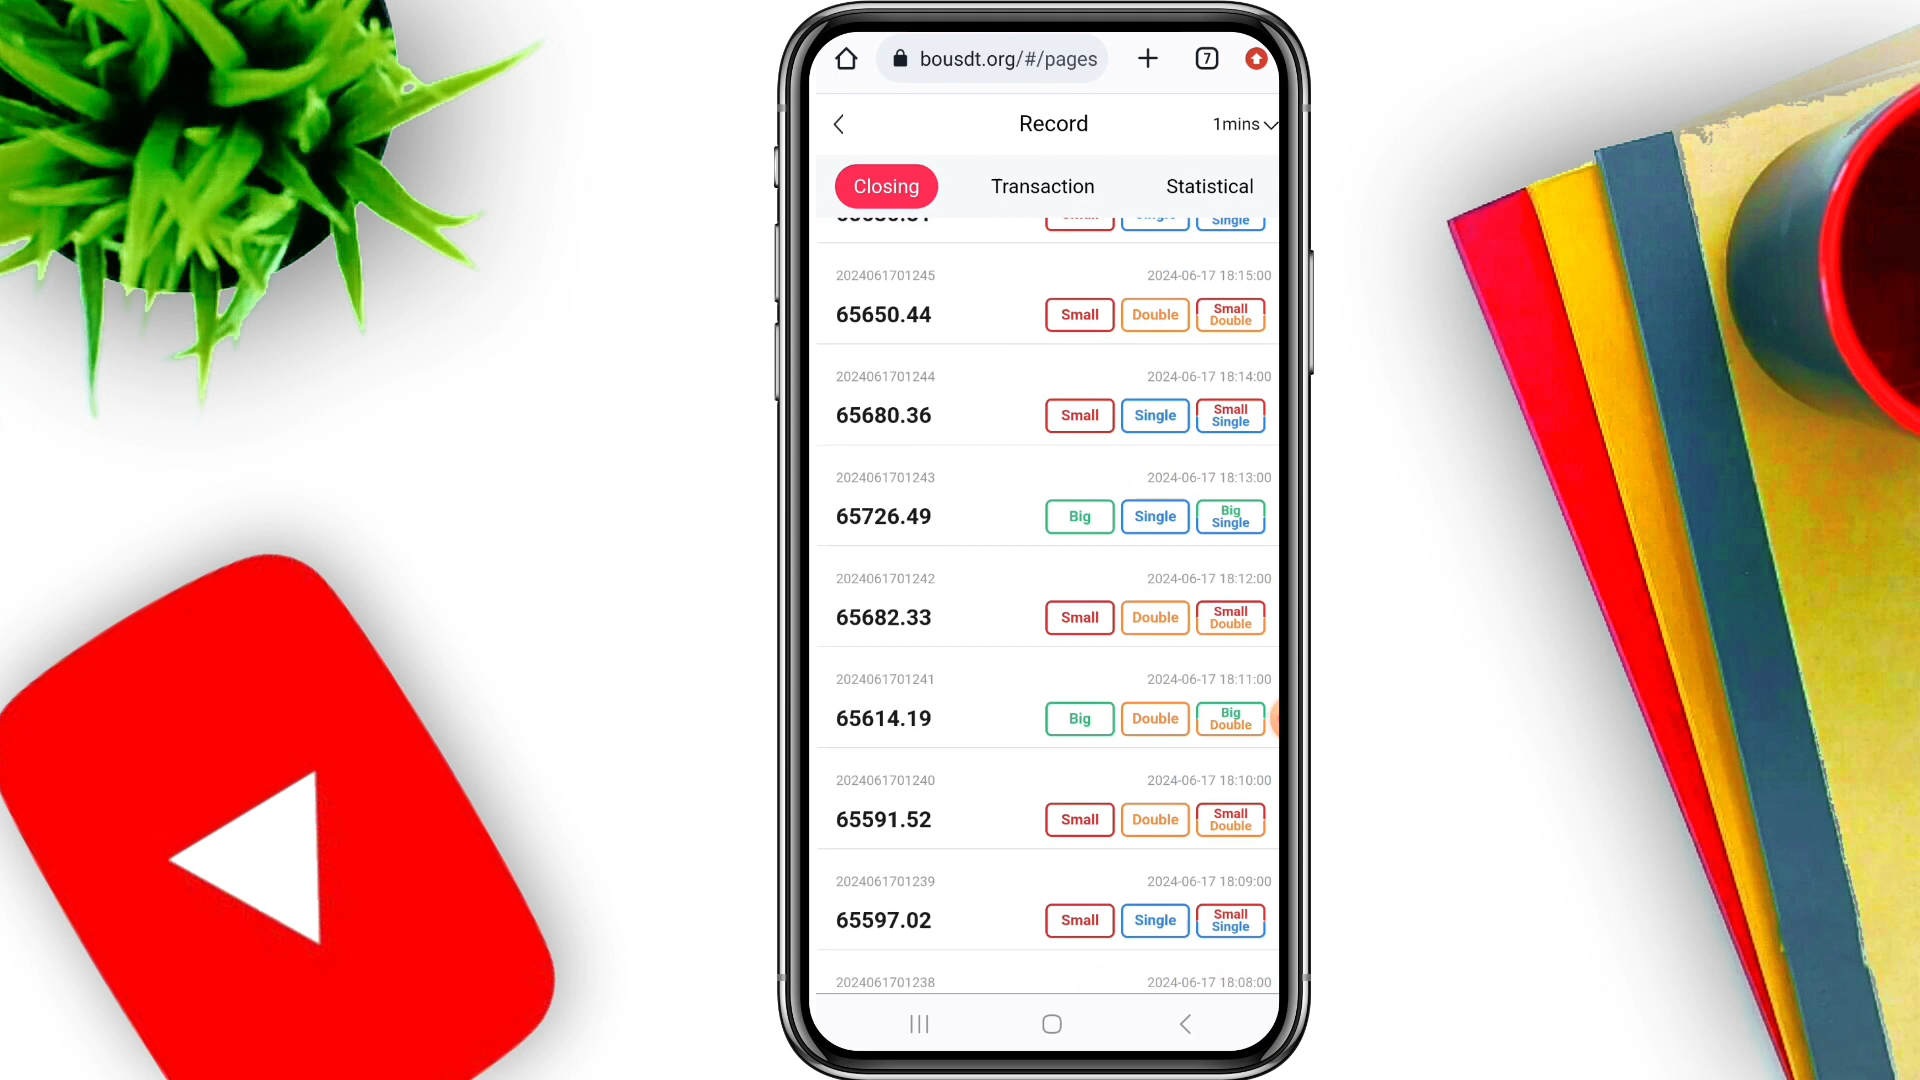 bousdt.org/#/pages
7
Record
1mins
Closing Transaction Statistical
Single
2024061701245 2024-06-17 18:15:00
65650.44 Small Double Small Double
2024061701244 2024-06-17 18:14:00
65680.36 Small Single Small Single
2024061701243 2024-06-17 18:13:00
65726.49 Big Single Big Single
2024061701242 2024-06-17 18:12:00
65682.33 Small Double Small Double
2024061701241 2024-06-17 18:11:00
65614.19 Big Double Big Double
2024061701240 2024-06-17 18:10:00
65591.52 Small Double Small Double
2024061701239 2024-06-17 18:09:00
65597.02 Small Single Small Single
2024061701238 2024-06-17 18:08:00